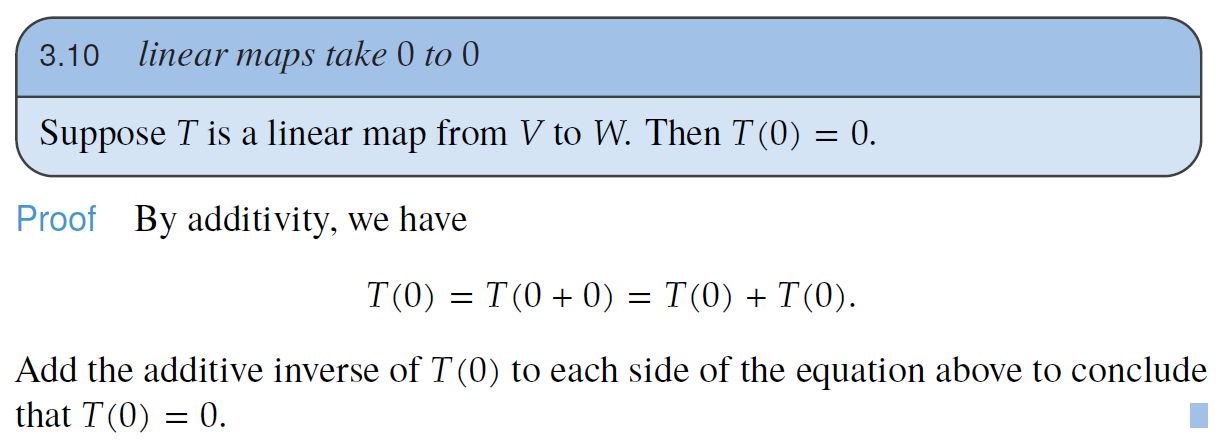 3.10 linear maps take 0 to 0
Suppose T is a linear map from V to W. Then T(0) = 0.
Proof By additivity, we have
T(0) = T(0 + 0) = T(0) + T(0).
Add the additive inverse of T(0) to each side of the equation above to conclude
that T(0) = 0.